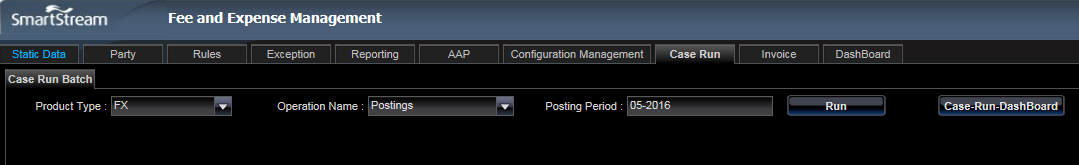 SmartStream Fee and Expense Management
Static Data Party Rules Exception Reporting AAP Configuration Management Case Run Invoice DashBoard
Case Run Batch
Product Type : FX Operation Name : Postings Posting Period : 05-2016 Run Case-Run-DashBoard